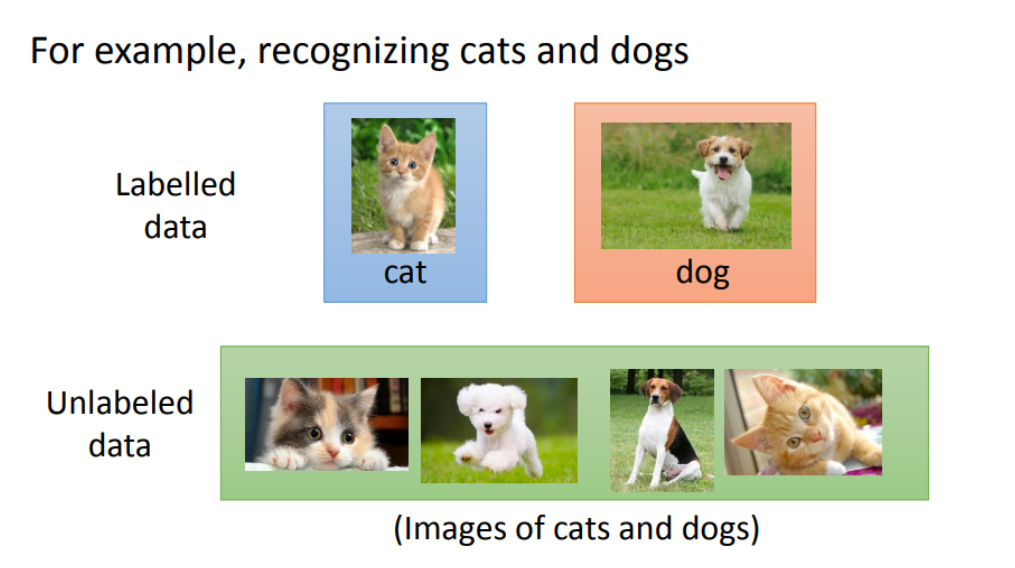 For example, recognizing cats and dogs
Labelled
data
cat
dog
Unlabeled
data
(Images of cats and dogs)